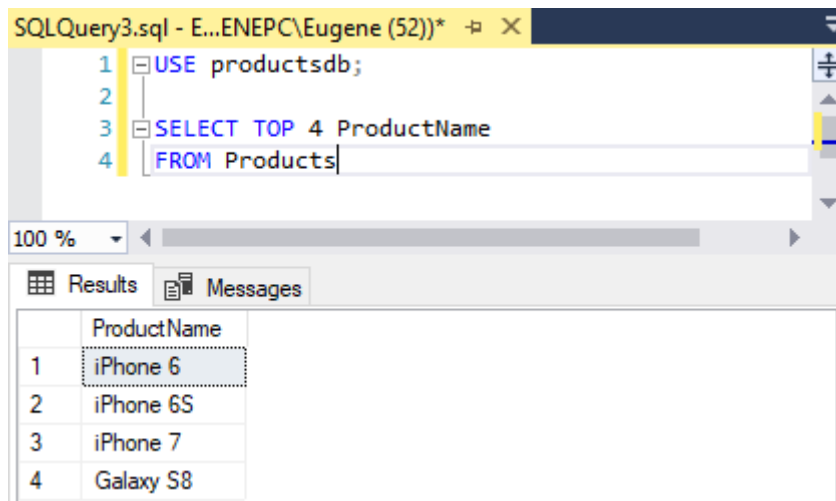 SQLQuery3.sql - E...ENEPC\Eugene (52))*
1 USE productsdb;
2
3 SELECT TOP 4 ProductName
4 FROM Products
100 %
Results Messages
ProductName
1 iPhone 6
2 iPhone 6S
3 iPhone 7
4 Galaxy S8